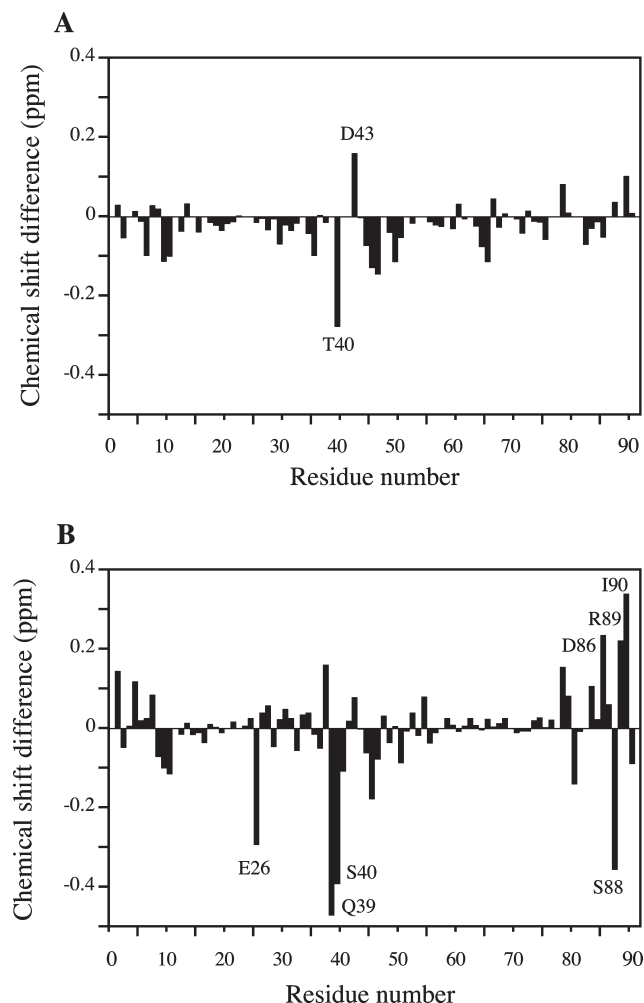 A
Chemical shift difference (ppm)
0.4
0.2
0
-0.2
-0.4
D43
T40
0 10 20 30 40 50 60 70 80 90
Residue number
B
Chemical shift difference (ppm)
0.4
0.2
0
-0.2
-0.4
I90
R89
D86
E26
S40
Q39
S88
0 10 20 30 40 50 60 70 80 90
Residue number